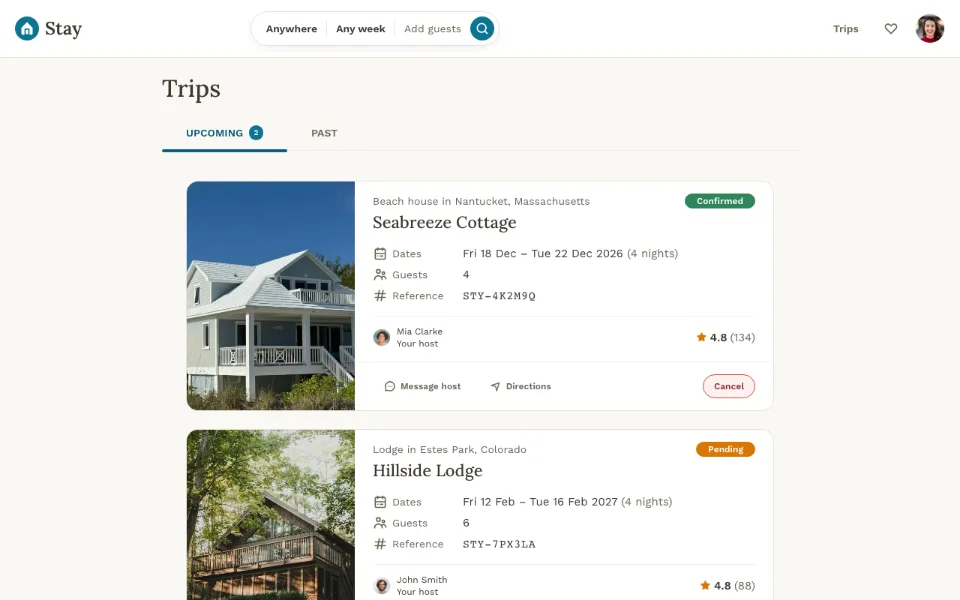 Stay
Anywhere Any week Add guests
Trips
Trips
UPCOMING 2 PAST
Beach house in Nantucket, Massachusetts
Confirmed
Seabreeze Cottage
Dates Fri 18 Dec – Tue 22 Dec 2026 (4 nights)
Guests 4
Reference STY-4K2M9Q
Mia Clarke
Your host
4.8 (134)
Message host Directions Cancel
Lodge in Estes Park, Colorado
Pending
Hillside Lodge
Dates Fri 12 Feb – Tue 16 Feb 2027 (4 nights)
Guests 6
Reference STY-7PX3LA
John Smith
Your host
4.8 (88)